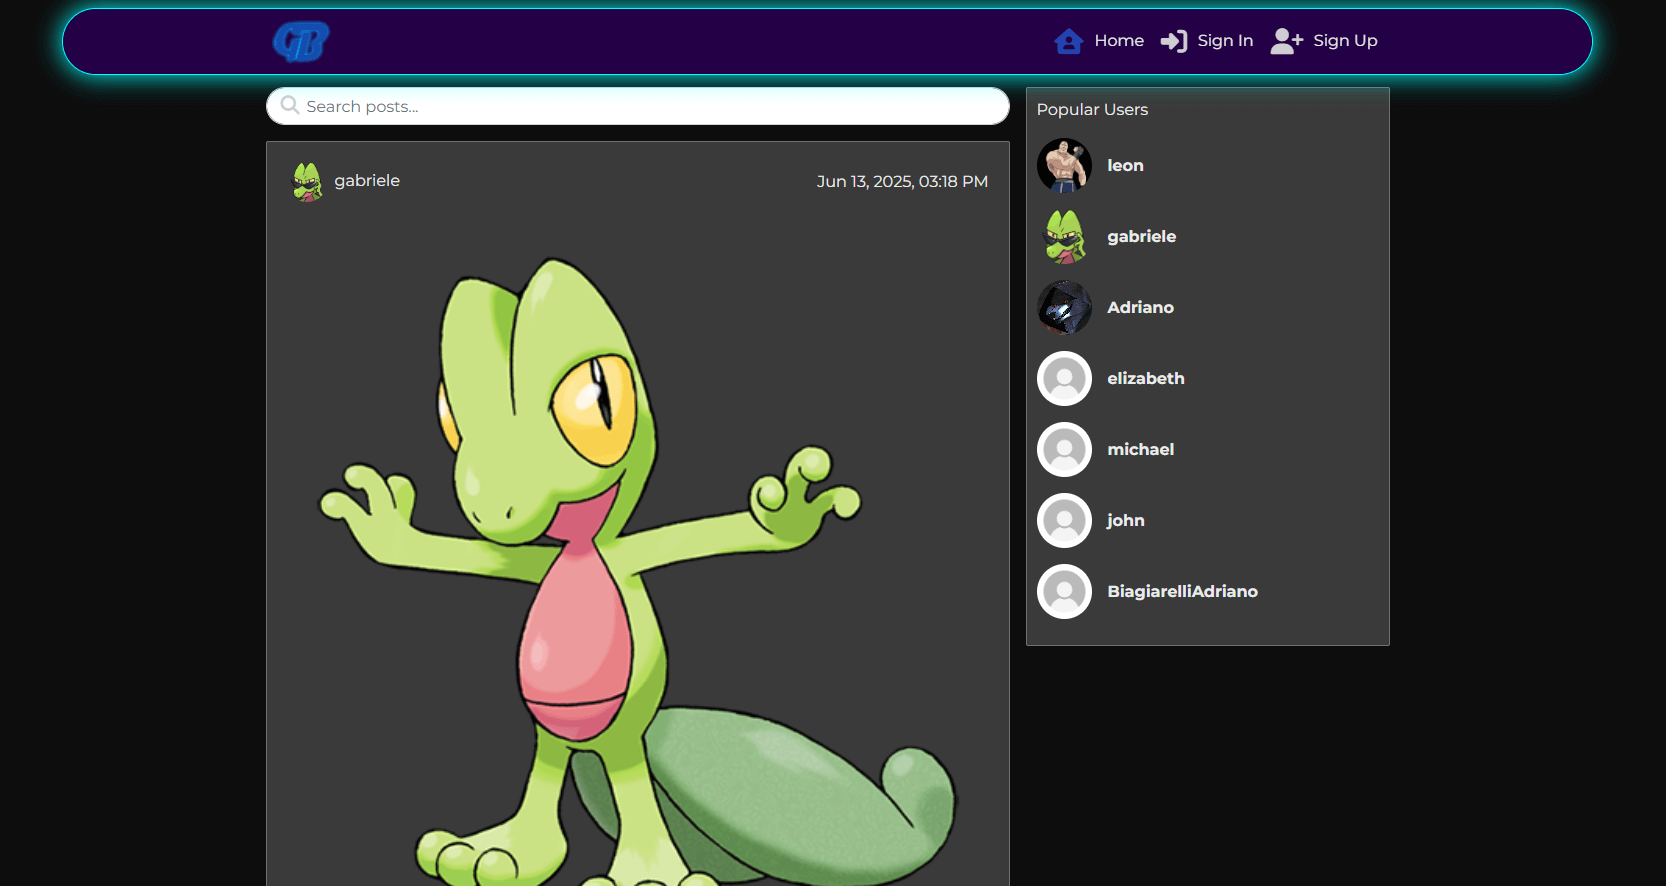 GB
Home
Sign In
Sign Up
Search posts...
gabriele
Jun 13, 2025, 03:18 PM
Popular Users
leon
gabriele
Adriano
elizabeth
michael
john
BiagiarelliAdriano